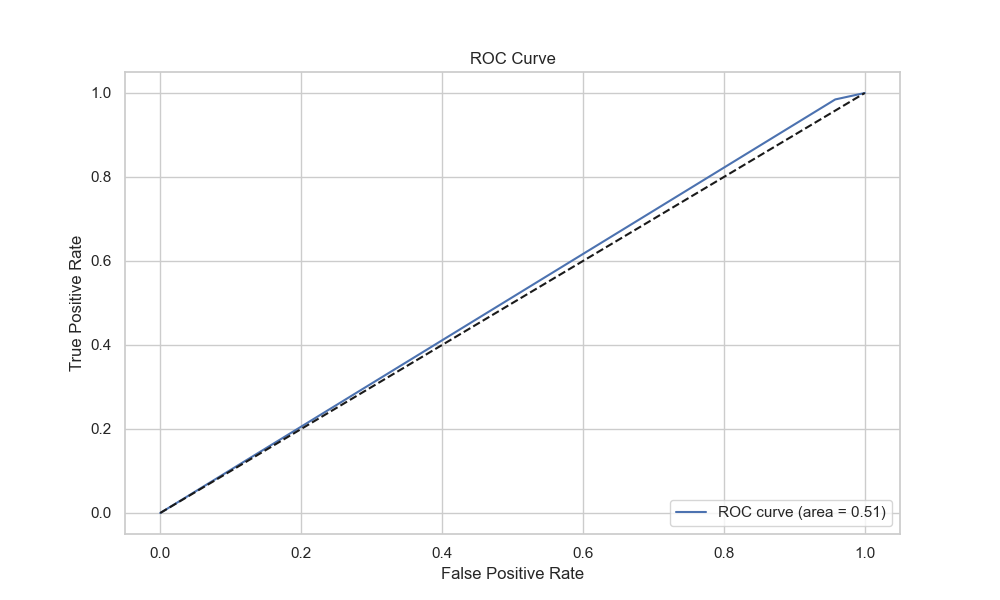 ROC Curve
1.0
0.8
0.6
0.4
0.2
0.0
True Positive Rate
ROC curve (area = 0.51)
0.0 0.2 0.4 0.6 0.8 1.0
False Positive Rate